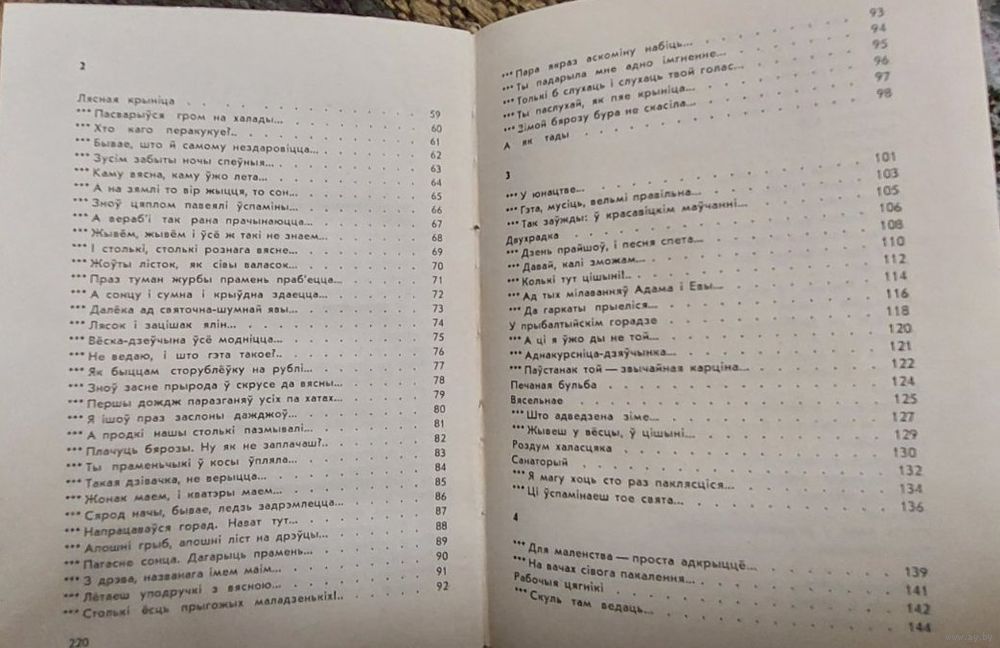 2
Лясная крыніца . . . . . . 59
*** Пасварыўся гром на халады... 60
*** Хто каго перакукуе?.. 61
*** Бывае, што й самому нездаровіцца... 62
*** Зусім забыты ночы спеўныя... 63
*** Каму вясна, каму ўжо лета... 64
*** А на зямлі то вір жыцця, то сон... 65
*** Зноў цяплом павеялі ўспаміны... 66
*** А вераб'і так рана прачынаюцца... 67
*** Жывём, жывём і ўсё ж такі не знаем... 68
*** І столькі, столькі рознага вясне... 69
*** Жоўты лісток, як сівы валасок... 70
*** Праз туман журбы прамень праб'ецца... 71
*** А сонцу і сумна і крыўдна здаецца... 72
*** Далёка ад святочна-шумнай явы... 73
*** Лясок і зацішак ялін... 74
*** Вёска-дзеўчына ўсё модніцца... 75
*** Не ведаю, і што гэта такое?.. 76
*** Як быццам сторублёўку на рублі... 77
*** Зноў засне прырода ў скрусе да вясны... 78
*** Першы дождж паразганяў усіх па хатах... 79
*** Я ішоў праз заслоны дажджоў... 80
*** А продкі нашы столькі пазмывалі... 81
*** Плачуць бярозы. Ну як не заплачаш?.. 82
*** Ты праменьчыкі ў косы ўпляла... 83
*** Такая дзівачка, не верыцца... 84
*** Жонак маем, і кватэры маем... 85
*** Сярод начы, бывае, ледзь задрэмлецца... 86
*** Напрацаваўся горад. Нават тут... 87
*** Апошні грыб, апошні ліст на дрэўцы... 88
*** Пагасне сонца. Дагарыць прамень... 89
*** З дрэва, названага імем маім... 90
*** Лётаеш уподручкі з вясною... 91
*** Столькі ёсць прыгожых маладзенькіх!.. 92
220
*** Пара якраз аскоміну набіць... 93
*** Ты падарыла мне адно імгненне... 94
*** Толькі б слухаць і слухаць твой голас... 95
*** Ты паслухай, як пяе крыніца... 96
*** Зімой бярозу бура не скасіла... 97
А як тады 98
3
*** У юнацтве... 101
*** Гэта, мусіць, вельмі правільна... 103
*** Так заўжды: ў красавіцкім маўчанні... 105
Двухрадка 106
*** Дзень прайшоў, і песня спета... 108
*** Давай, калі зможам... 110
*** Колькі тут цішыні!.. 112
*** Ад тых мілаванняў Адама і Евы... 114
*** Да гаркаты прыеліся... 116
У прыбалтыйскім горадзе 118
*** А ці я ўжо ды не той... 120
*** Аднакурсніца-дзяўчынка... 121
*** Паўстанак той — звычайная карціна... 122
Печаная бульба 124
Вясельнае 125
*** Што адведзена зіме... 127
*** Жывеш у вёсцы, ў цішыні... 129
Роздум халасцяка 130
Санаторый 132
*** Я магу хоць сто раз паклясціся... 134
*** Ці ўспамінаеш тое свята... 136
4
*** Для маленства — проста адкрыццё... 139
*** На вачах сівога пакалення... 141
Рабочыя цягнікі 142
*** Скуль там ведаць... 144
www.ay.by